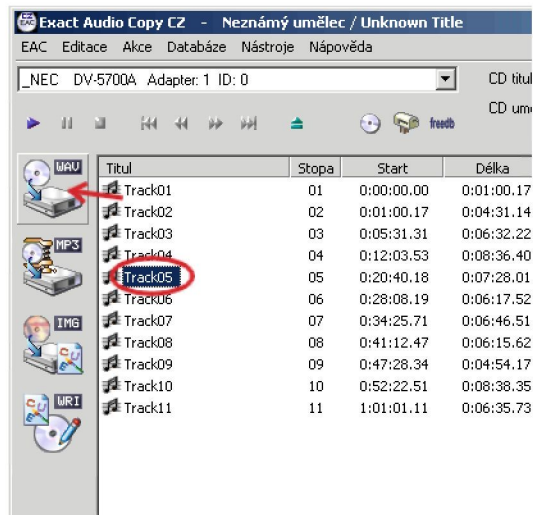 Exact Audio Copy CZ - Neznámý umělec / Unknown Title
EAC Editace Akce Databáze Nástroje Nápověda
_NEC DV-5700A Adapter: 1 ID: 0
CD titul
CD umě
freedb
WAV
MP3
IMG
WRI
Titul Stopa Start Délka
Track01 01 0:00:00.00 0:01:00.17
Track02 02 0:01:00.17 0:04:31.14
Track03 03 0:05:31.31 0:06:32.22
Track04 04 0:12:03.53 0:08:36.40
Track05 05 0:20:40.18 0:07:28.01
Track06 06 0:28:08.19 0:06:17.52
Track07 07 0:34:25.71 0:06:46.51
Track08 08 0:41:12.47 0:06:15.62
Track09 09 0:47:28.34 0:04:54.17
Track10 10 0:52:22.51 0:08:38.35
Track11 11 1:01:01.11 0:06:35.73